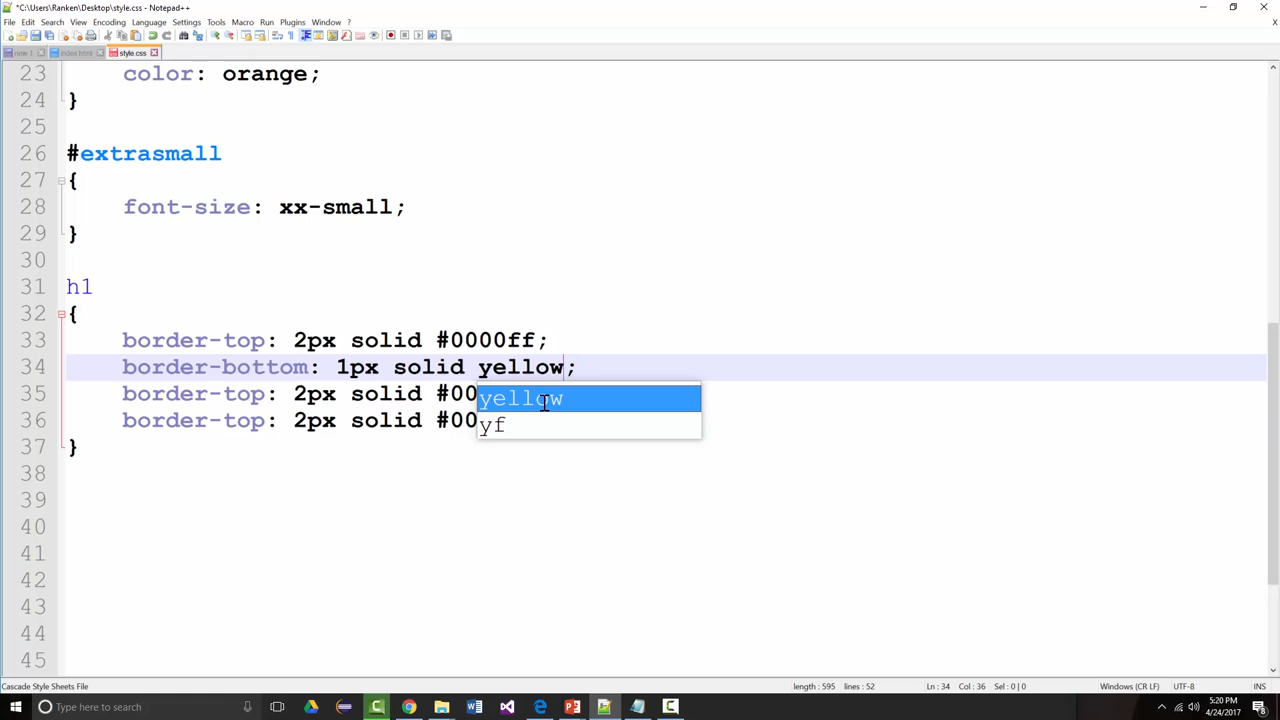 *C:\Users\Ranken\Desktop\style.css - Notepad++
File Edit Search View Encoding Language Settings Tools Macro Run Plugins Window ?
new 1 index.html style.css
23 color: orange;
24 }
25
26 #extrasmall
27 {
28 font-size: xx-small;
29 }
30
31 h1
32 {
33 border-top: 2px solid #0000ff;
34 border-bottom: 1px solid yellow;
35 border-top: 2px solid #00
yellow
36 border-top: 2px solid #00
yf
37 }
38
39
40
41
42
43
44
45
Cascade Style Sheets File length : 595 lines : 52 Ln : 34 Col : 36 Sel : 0 | 0 Windows (CR LF) UTF-8 INS
Type here to search
5:20 PM
4/24/2017